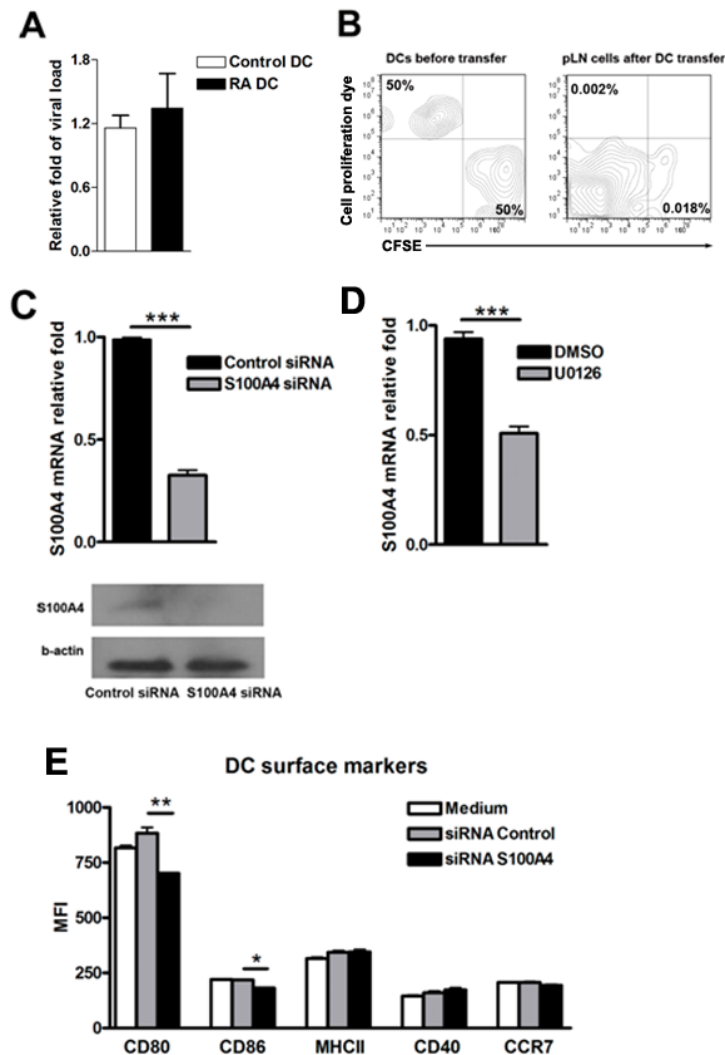 A
Relative fold of viral load
1.8
1.2
0.6
0.0
Control DC
RA DC
B
DCs before transfer
pLN cells after DC transfer
Cell proliferation dye
50%
50%
0.002%
0.018%
CFSE
C
S100A4 mRNA relative fold
1.0
0.5
0.0
***
Control siRNA
S100A4 siRNA
S100A4
b-actin
Control siRNA S100A4 siRNA
D
S100A4 mRNA relative fold
1.0
0.5
0.0
***
DMSO
U0126
E
DC surface markers
MFI
1000
750
500
250
0
**
*
Medium
siRNA Control
siRNA S100A4
CD80 CD86 MHCII CD40 CCR7